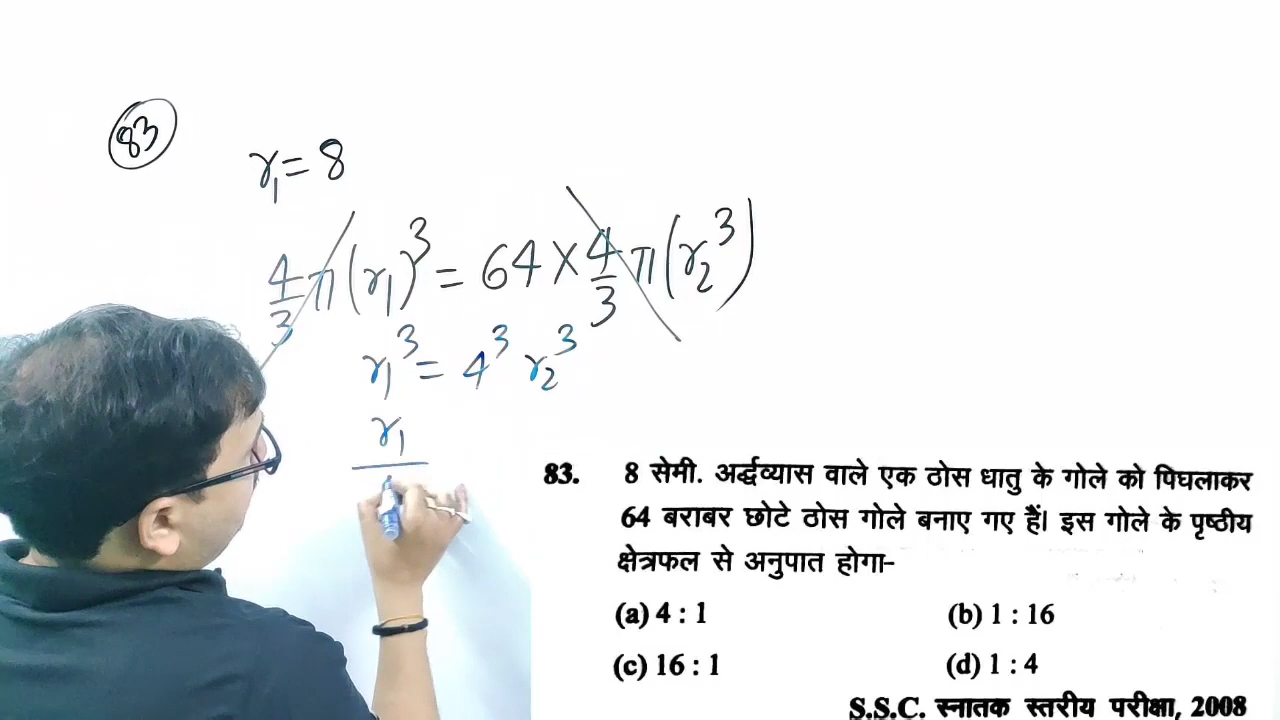 83
r₁ = 8
4/3 π (r₁)³ = 64 × 4/3 π (r₂³)
r₁³ = 4³ r₂³
r₁
83. 8 सेमी. अर्द्धव्यास वाले एक ठोस धातु के गोले को पिघलाकर
64 बराबर छोटे ठोस गोले बनाए गए हैं। इस गोले के पृष्ठीय
क्षेत्रफल से अनुपात होगा-
(a) 4 : 1 (b) 1 : 16
(c) 16 : 1 (d) 1 : 4
S.S.C. स्नातक स्तरीय परीक्षा, 2008